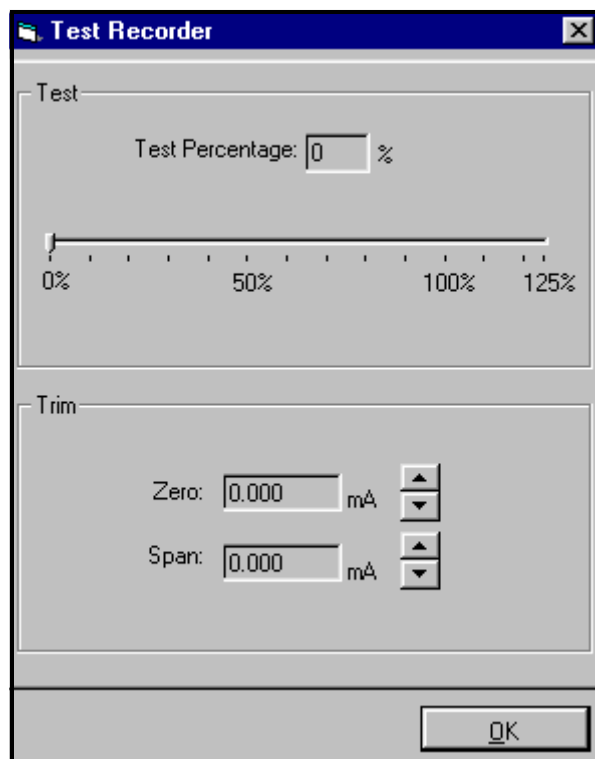 Test Recorder
Test
Test Percentage: 0 %
0% 50% 100% 125%
Trim
Zero: 0.000 mA
Span: 0.000 mA
OK